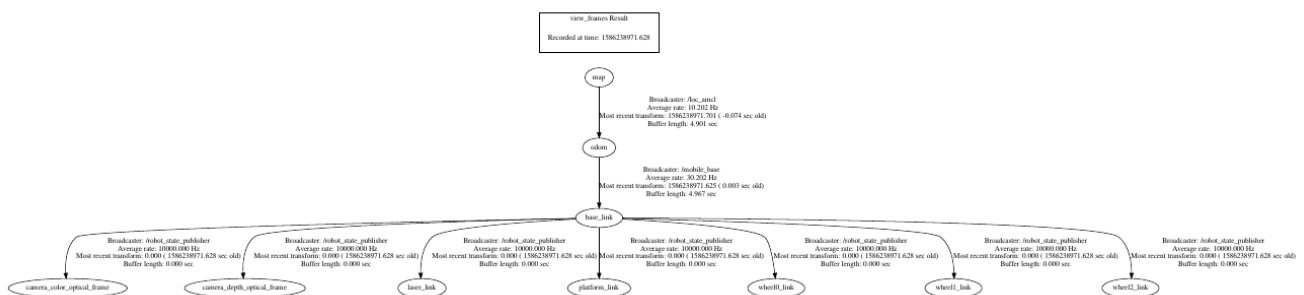 view_frames Result
Recorded at time: 1586238971.628
map
Broadcaster: /loc_amcl
Average rate: 10.202 Hz
Most recent transform: 1586238971.701 ( -0.074 sec old)
Buffer length: 4.901 sec
odom
Broadcaster: /mobile_base
Average rate: 30.202 Hz
Most recent transform: 1586238971.625 ( 0.003 sec old)
Buffer length: 4.967 sec
base_link
Broadcaster: /robot_state_publisher
Average rate: 10000.000 Hz
Most recent transform: 0.000 ( 1586238971.628 sec old)
Buffer length: 0.000 sec
Broadcaster: /robot_state_publisher
Average rate: 10000.000 Hz
Most recent transform: 0.000 ( 1586238971.628 sec old)
Buffer length: 0.000 sec
Broadcaster: /robot_state_publisher
Average rate: 10000.000 Hz
Most recent transform: 0.000 ( 1586238971.628 sec old)
Buffer length: 0.000 sec
Broadcaster: /robot_state_publisher
Average rate: 10000.000 Hz
Most recent transform: 0.000 ( 1586238971.628 sec old)
Buffer length: 0.000 sec
Broadcaster: /robot_state_publisher
Average rate: 10000.000 Hz
Most recent transform: 0.000 ( 1586238971.628 sec old)
Buffer length: 0.000 sec
Broadcaster: /robot_state_publisher
Average rate: 10000.000 Hz
Most recent transform: 0.000 ( 1586238971.628 sec old)
Buffer length: 0.000 sec
Broadcaster: /robot_state_publisher
Average rate: 10000.000 Hz
Most recent transform: 0.000 ( 1586238971.628 sec old)
Buffer length: 0.000 sec
camera_color_optical_frame
camera_depth_optical_frame
laser_link
platform_link
wheel0_link
wheel1_link
wheel2_link